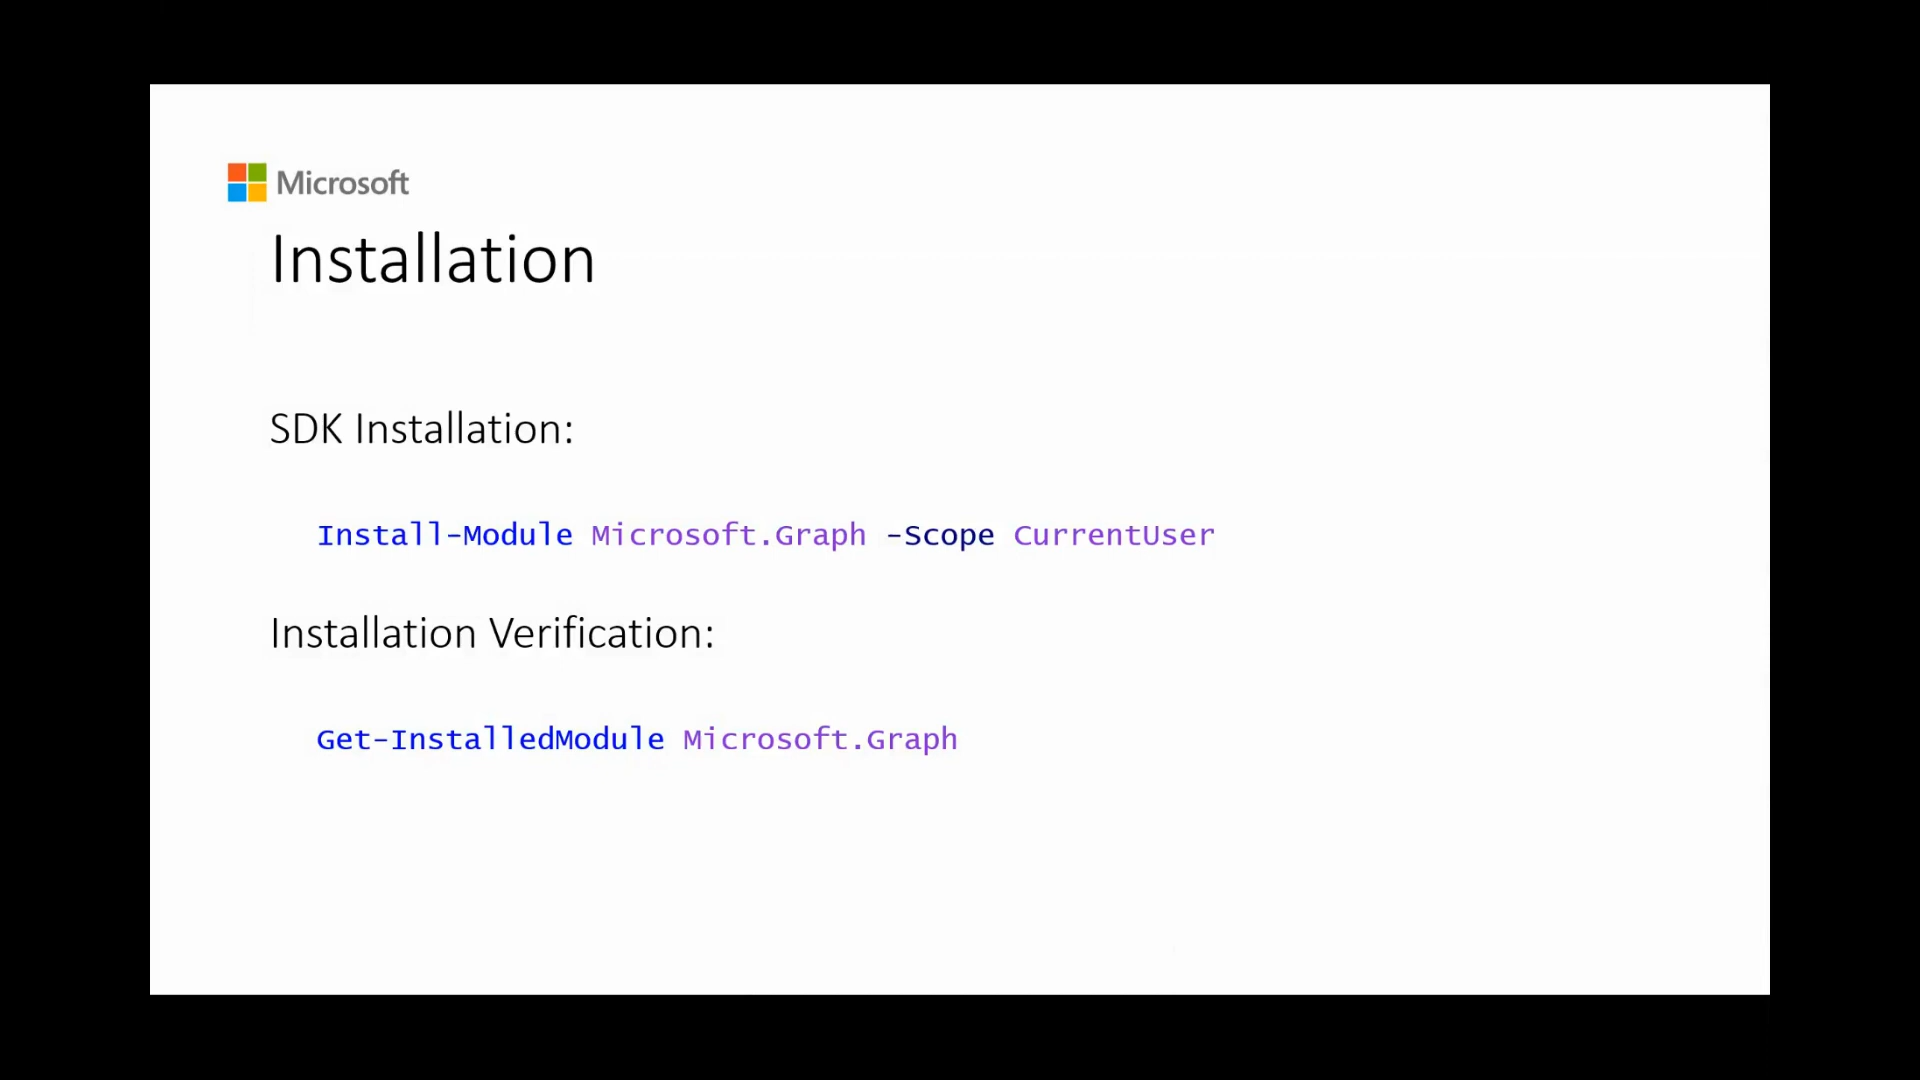 Microsoft
Installation
SDK Installation:
Install-Module Microsoft.Graph -Scope CurrentUser
Installation Verification:
Get-InstalledModule Microsoft.Graph